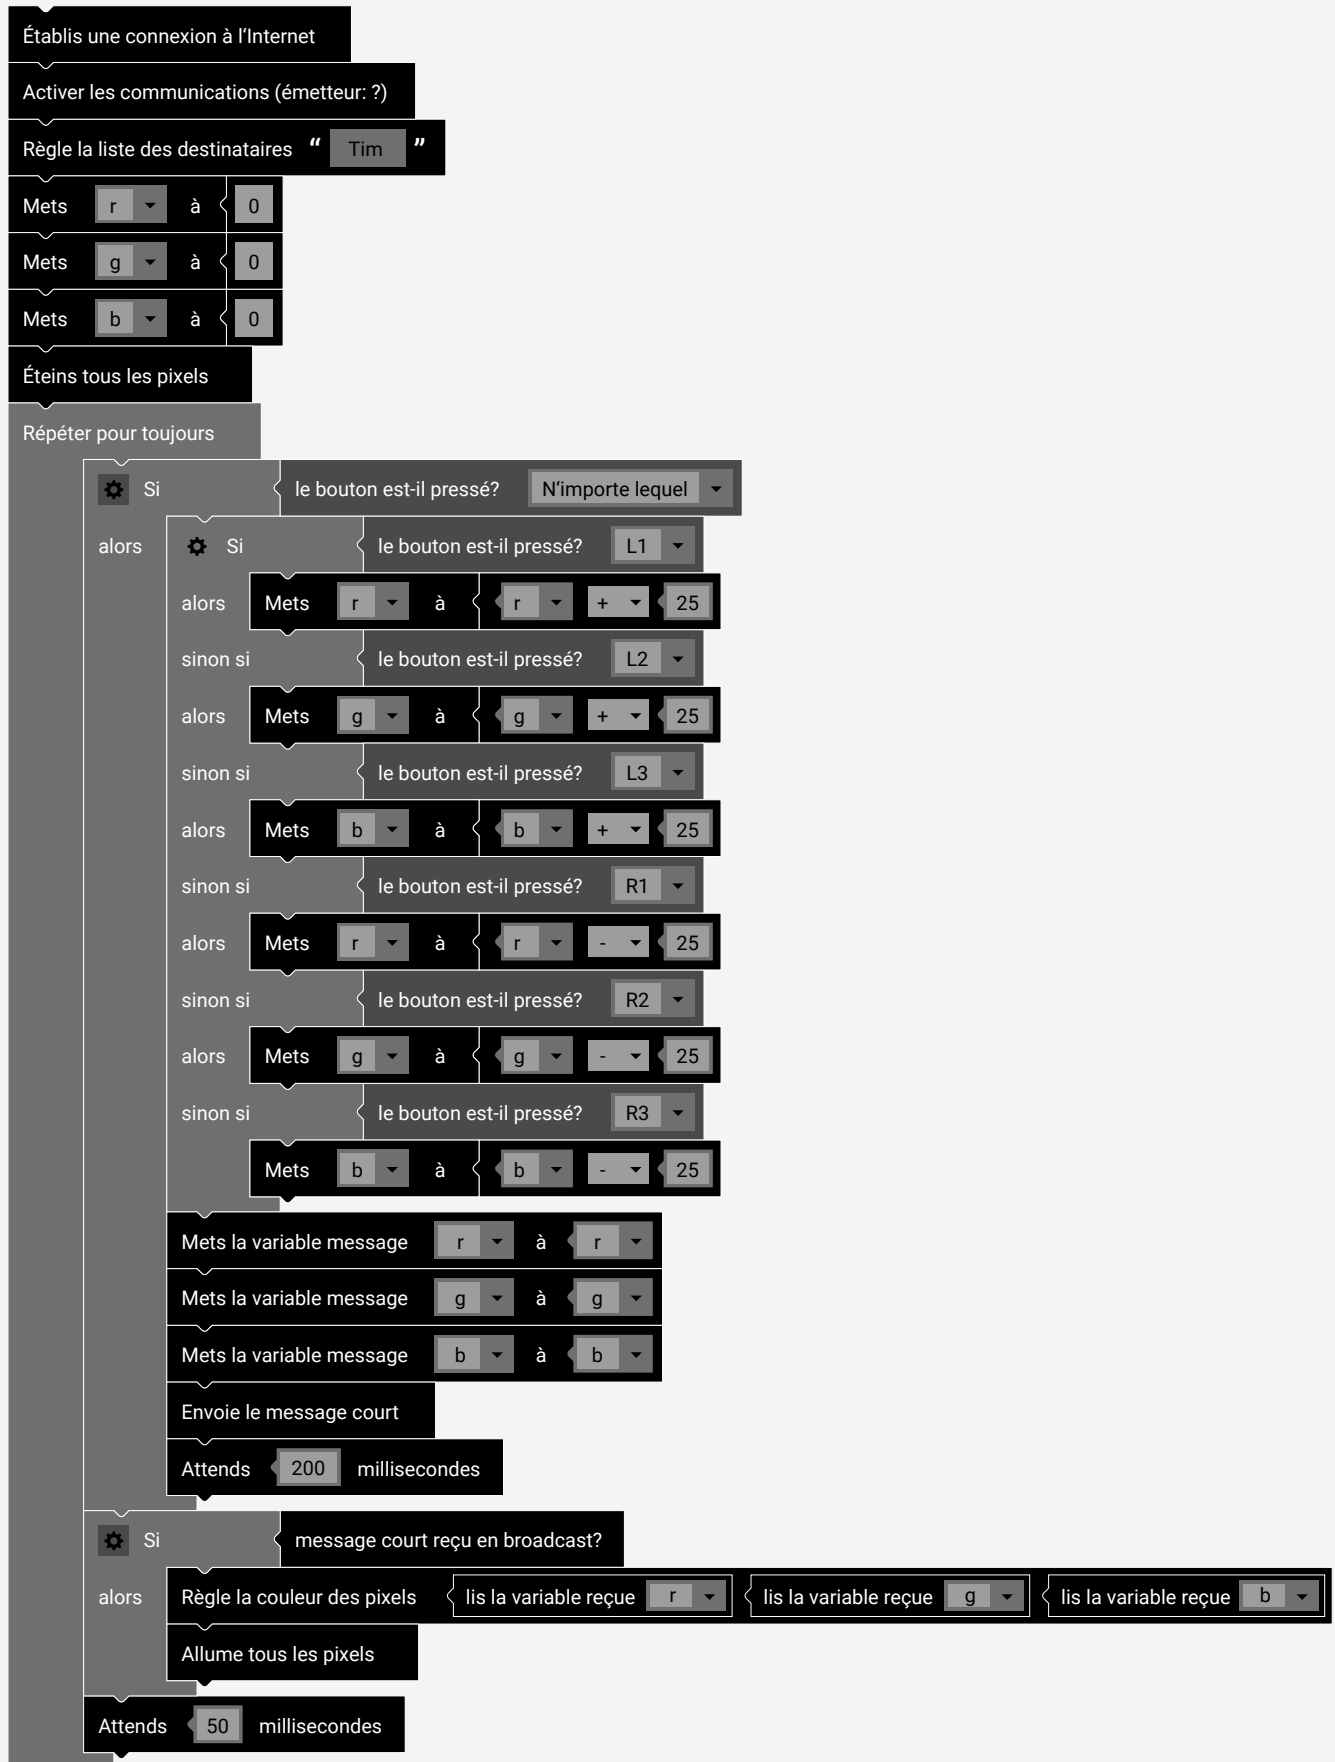 Établis une connexion à l‘Internet
Activer les communications (émetteur: ?)
Règle la liste des destinataires “ Tim ”
Mets r à 0
Mets g à 0
Mets b à 0
Éteins tous les pixels
Répéter pour toujours
Si le bouton est-il pressé? N‘importe lequel
alors Si le bouton est-il pressé? L1
alors Mets r à r + 25
sinon si le bouton est-il pressé? L2
alors Mets g à g + 25
sinon si le bouton est-il pressé? L3
alors Mets b à b + 25
sinon si le bouton est-il pressé? R1
alors Mets r à r - 25
sinon si le bouton est-il pressé? R2
alors Mets g à g - 25
sinon si le bouton est-il pressé? R3
Mets b à b - 25
Mets la variable message r à r
Mets la variable message g à g
Mets la variable message b à b
Envoie le message court
Attends 200 millisecondes
Si message court reçu en broadcast?
alors Règle la couleur des pixels lis la variable reçue r lis la variable reçue g lis la variable reçue b
Allume tous les pixels
Attends 50 millisecondes